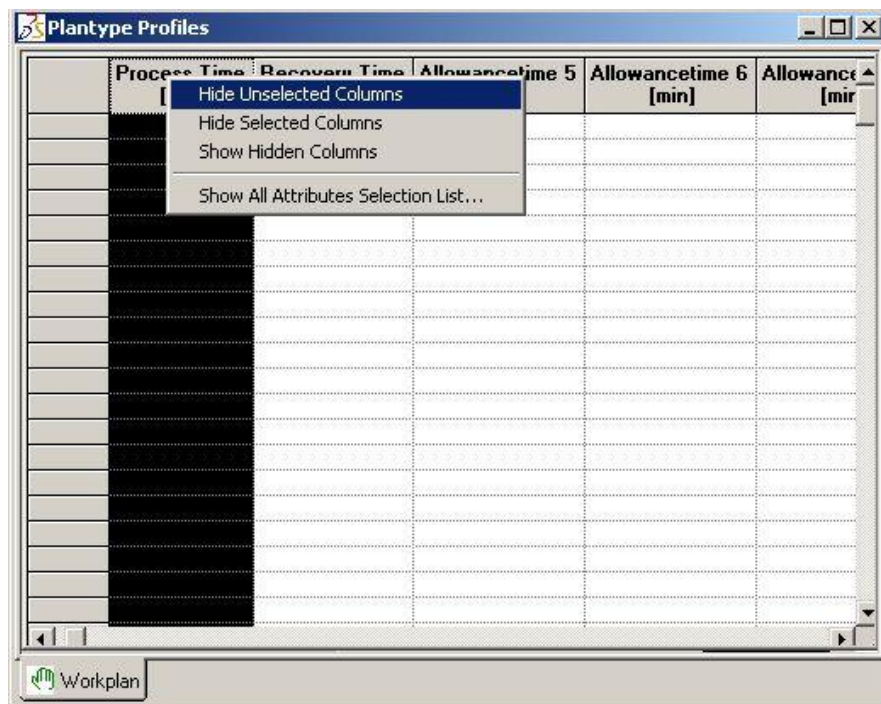 Plantype Profiles
Process Time Recovery Time Allowancetime 5 Allowancetime 6 Allowance
[ [min] [min
Hide Unselected Columns
Hide Selected Columns
Show Hidden Columns
Show All Attributes Selection List...
Workplan